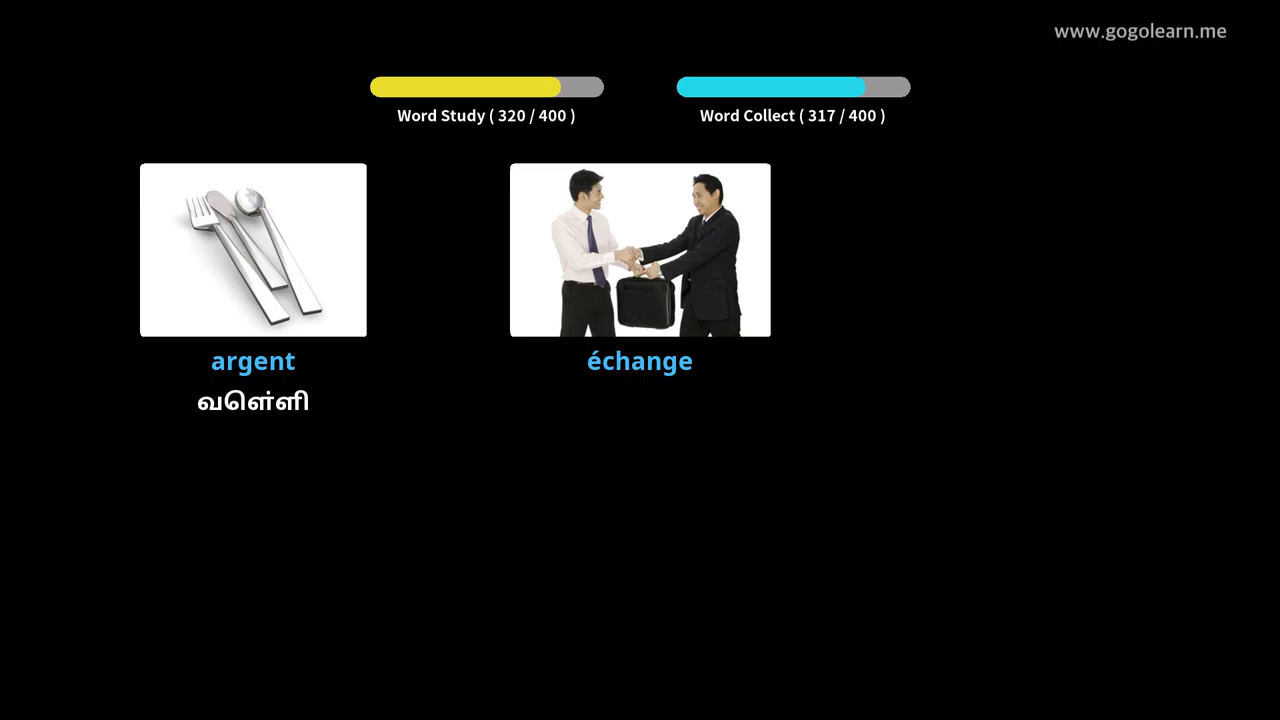 www.gogolearn.me
Word Study ( 320 / 400 )
Word Collect ( 317 / 400 )
argent
échange
வெள்ளி